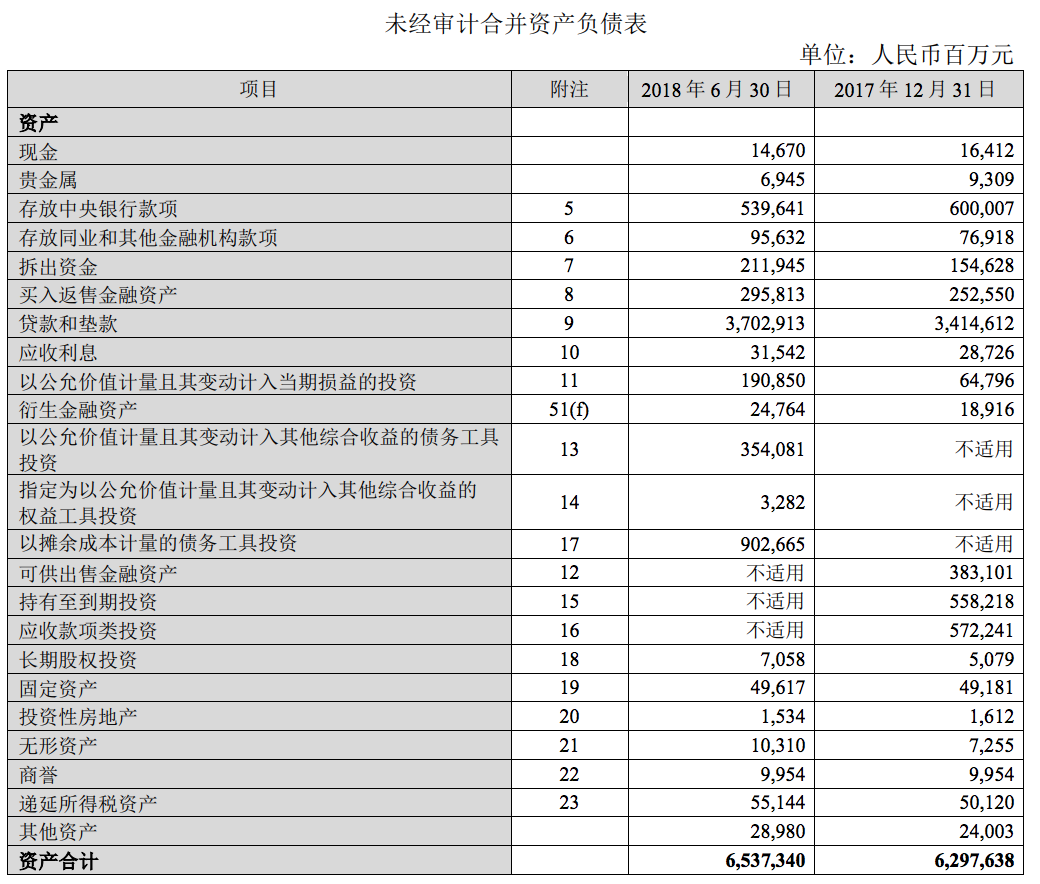 未经审计合并资产负债表
单位：人民币百万元
项目 附注 2018 年 6 月 30 日 2017 年 12 月 31 日
资产
现金 14,670 16,412
贵金属 6,945 9,309
存放中央银行款项 5 539,641 600,007
存放同业和其他金融机构款项 6 95,632 76,918
拆出资金 7 211,945 154,628
买入返售金融资产 8 295,813 252,550
贷款和垫款 9 3,702,913 3,414,612
应收利息 10 31,542 28,726
以公允价值计量且其变动计入当期损益的投资 11 190,850 64,796
衍生金融资产 51(f) 24,764 18,916
以公允价值计量且其变动计入其他综合收益的债务工具
投资 13 354,081 不适用
指定为以公允价值计量且其变动计入其他综合收益的
权益工具投资 14 3,282 不适用
以摊余成本计量的债务工具投资 17 902,665 不适用
可供出售金融资产 12 不适用 383,101
持有至到期投资 15 不适用 558,218
应收款项类投资 16 不适用 572,241
长期股权投资 18 7,058 5,079
固定资产 19 49,617 49,181
投资性房地产 20 1,534 1,612
无形资产 21 10,310 7,255
商誉 22 9,954 9,954
递延所得税资产 23 55,144 50,120
其他资产 28,980 24,003
资产合计 6,537,340 6,297,638